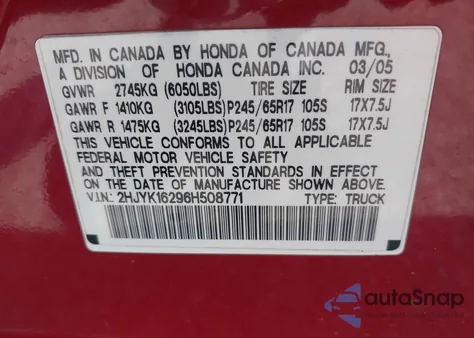 MFD. IN CANADA BY HONDA OF CANADA MFG.,
A DIVISION OF HONDA CANADA INC. 03/05
GVWR 2745KG (6050LBS) TIRE SIZE RIM SIZE
GAWR F 1410KG (3105LBS) P245/65R17 105S 17X7.5J
GAWR R 1475KG (3245LBS) P245/65R17 105S 17X7.5J
THIS VEHICLE CONFORMS TO ALL APPLICABLE
FEDERAL MOTOR VEHICLE SAFETY
AND THEFT PREVENTION STANDARDS IN EFFECT
ON THE DATE OF MANUFACTURE SHOWN ABOVE.
V.I.N.: 2HJYK16296H508771 TYPE: TRUCK
autoSnap